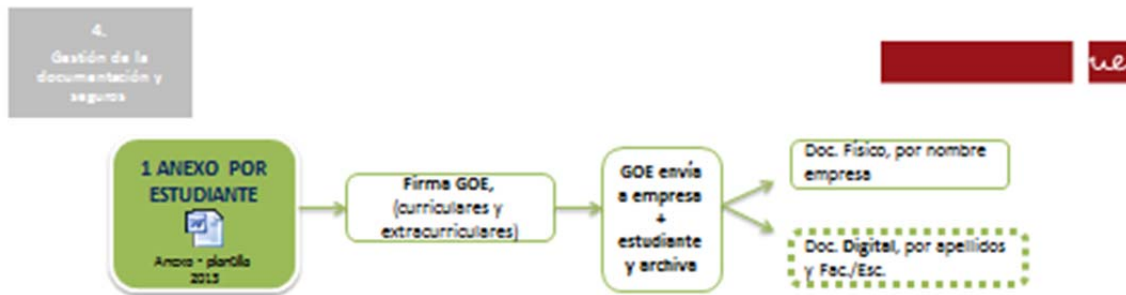 4.
Gestión de la
documentación y
seguros
1 ANEXO POR
ESTUDIANTE
Anexo - plantilla
2013
Firma GOE,
(curriculares y
extracurriculares)
GOE envía
a empresa
+
estudiante
y archiva
Doc. Físico, por nombre
empresa
Doc. Digital, por apellidos
y Fac./Esc.